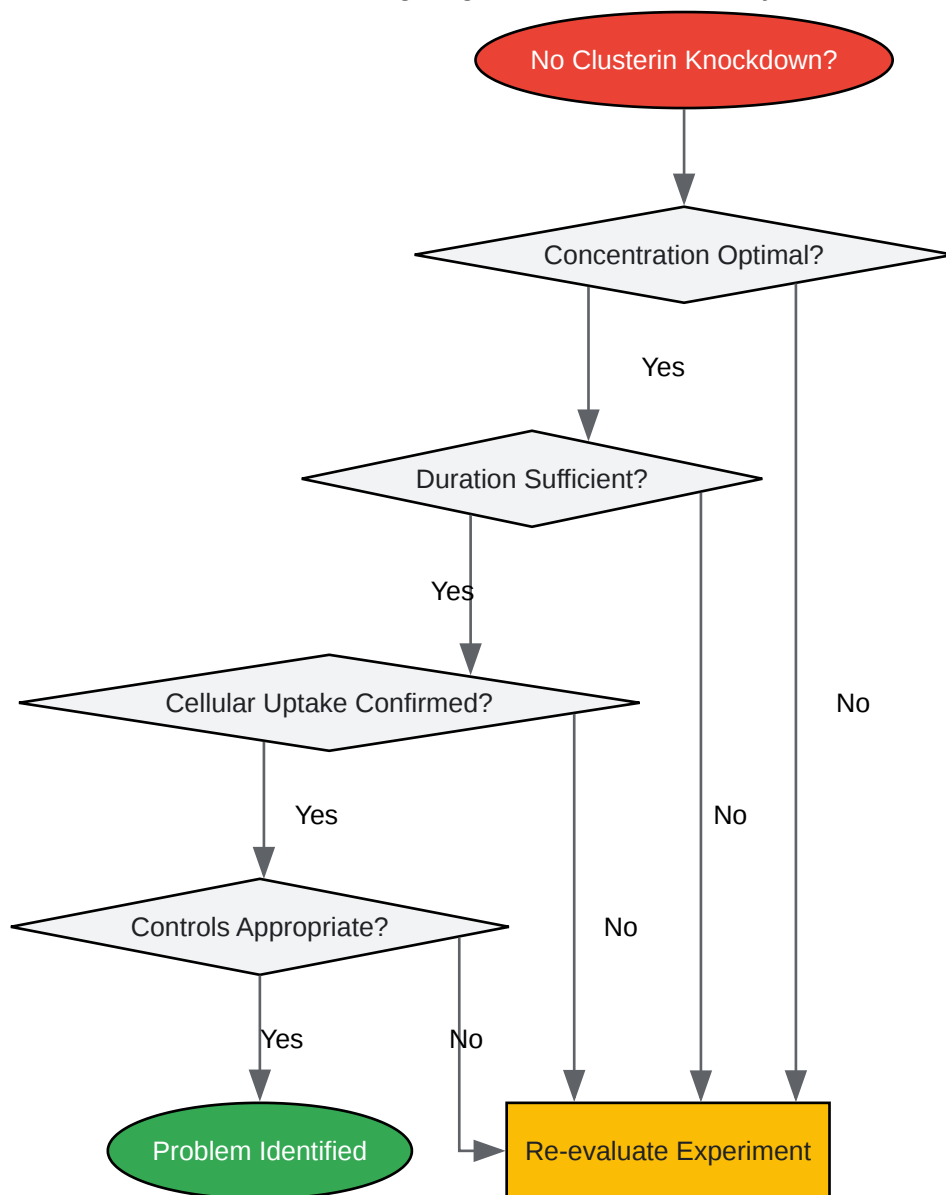 No Clusterin Knockdown?
Concentration Optimal?
Yes
Duration Sufficient?
Yes
Cellular Uptake Confirmed?
No
Yes
No
Controls Appropriate?
No
Yes
No
Problem Identified
Re-evaluate Experiment